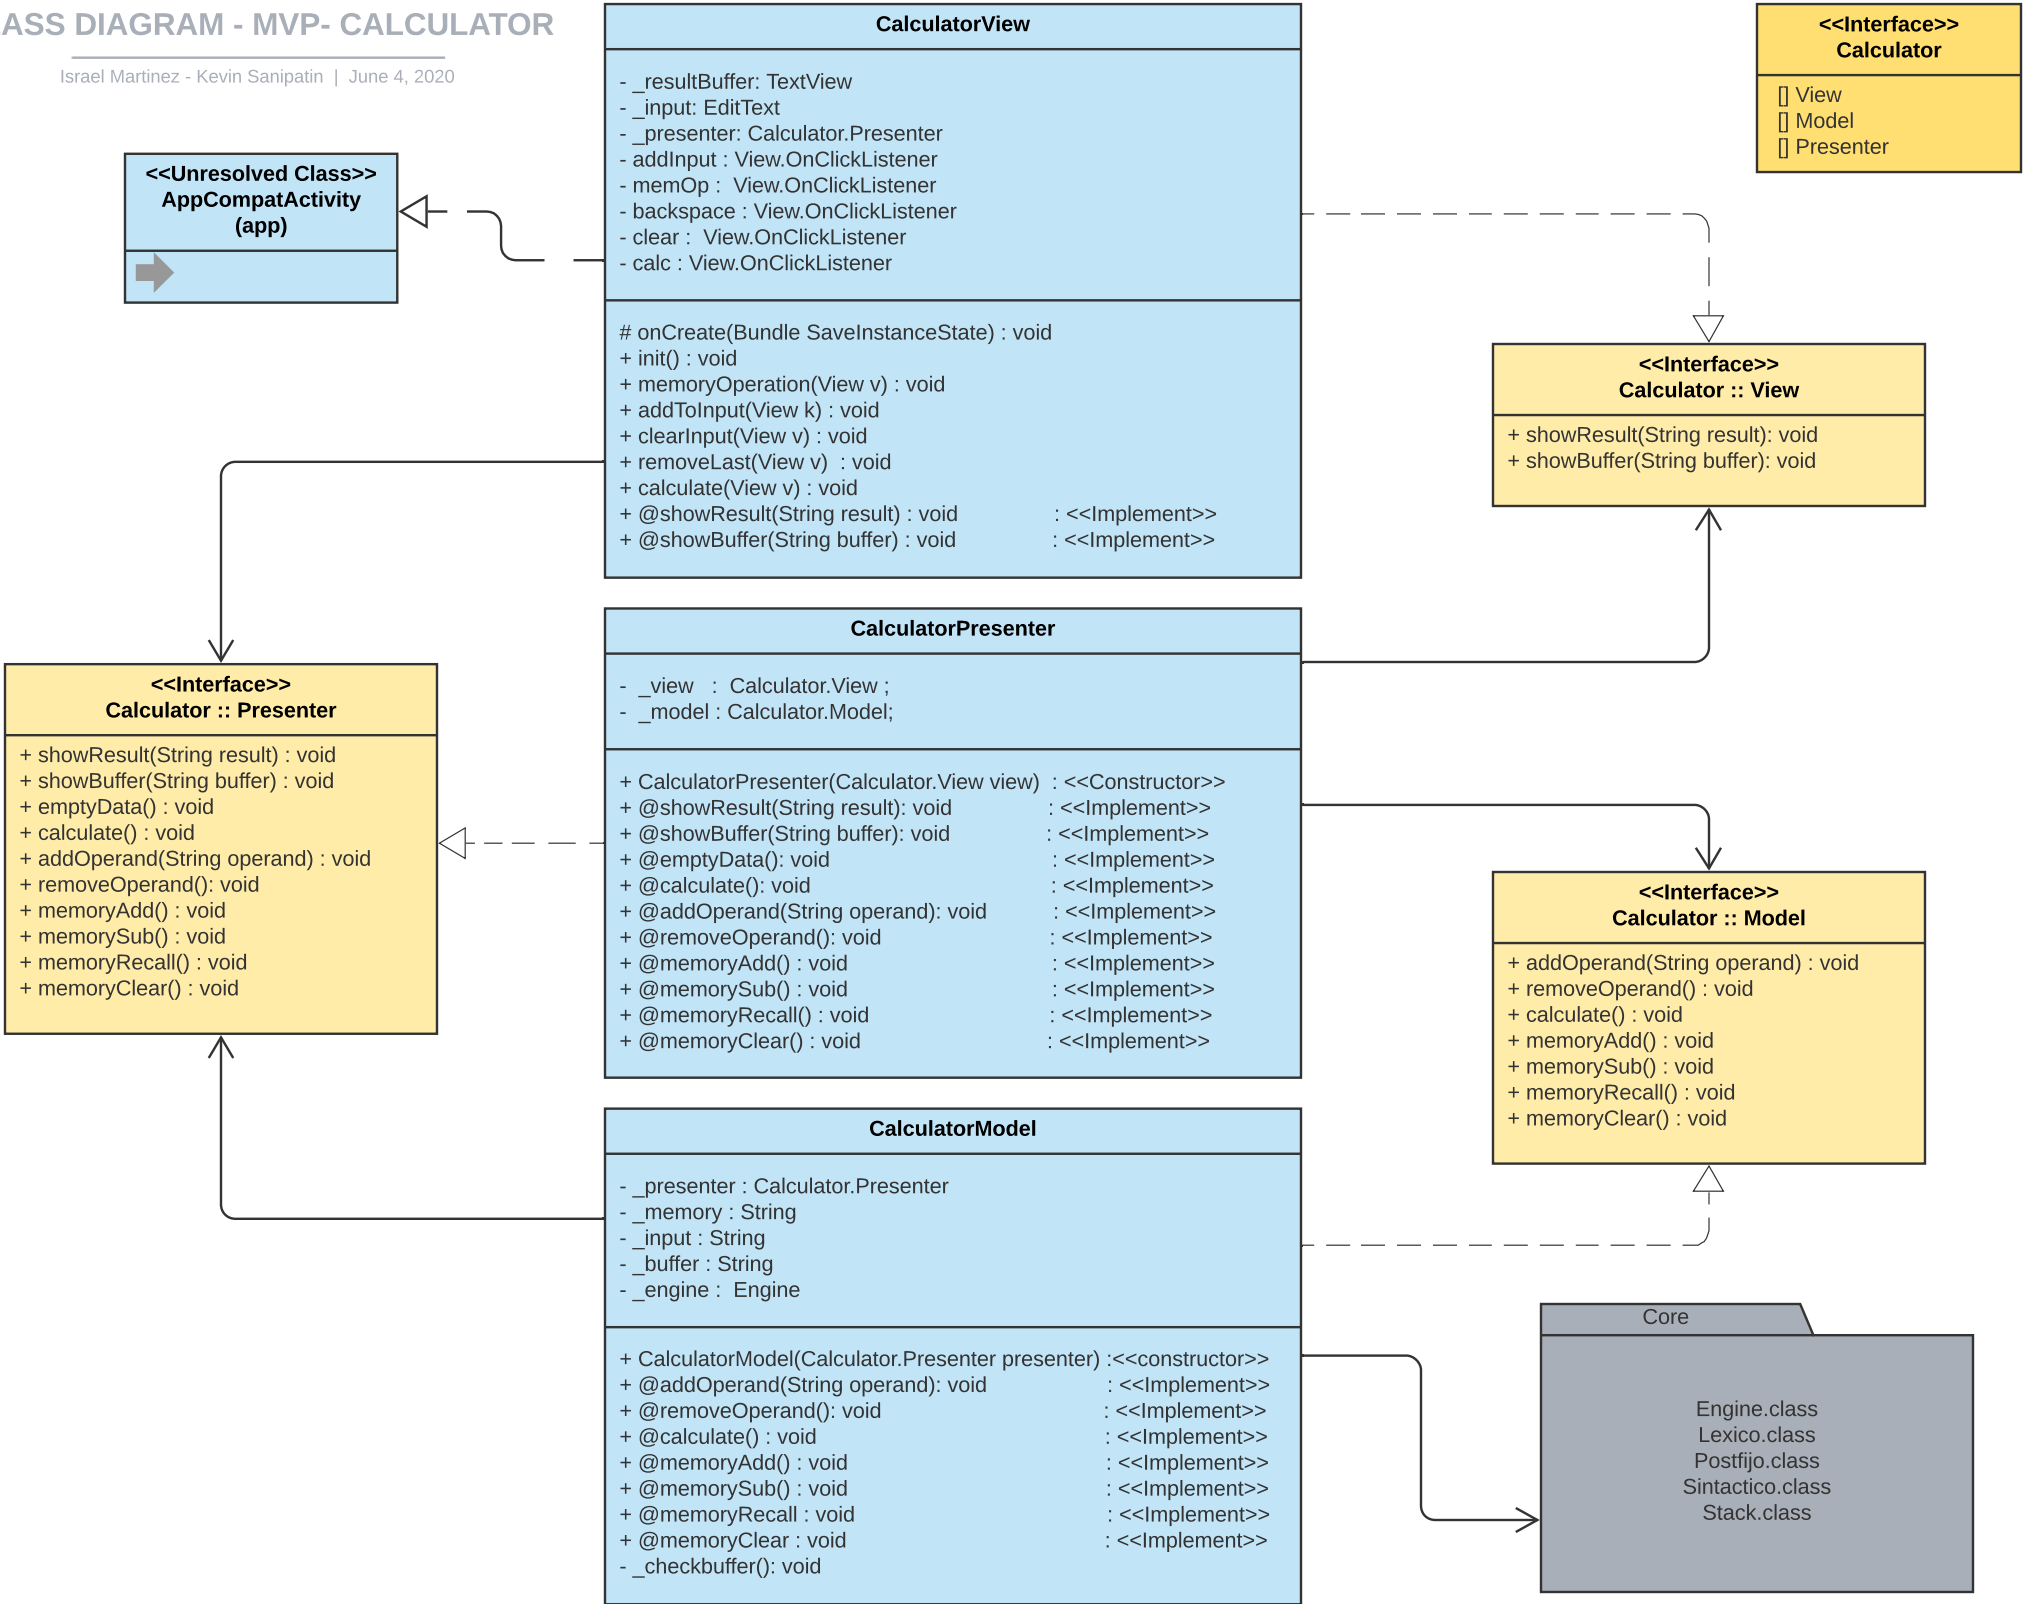 ASS DIAGRAM - MVP- CALCULATOR
Israel Martinez - Kevin Sanipatin | June 4, 2020
<<Unresolved Class>>
AppCompatActivity
(app)
CalculatorView
- _resultBuffer: TextView
- _input: EditText
- _presenter: Calculator.Presenter
- addInput : View.OnClickListener
- memOp : View.OnClickListener
- backspace : View.OnClickListener
- clear : View.OnClickListener
- calc : View.OnClickListener
# onCreate(Bundle SaveInstanceState) : void
+ init() : void
+ memoryOperation(View v) : void
+ addToInput(View k) : void
+ clearInput(View v) : void
+ removeLast(View v) : void
+ calculate(View v) : void
+ @showResult(String result) : void : <<Implement>>
+ @showBuffer(String buffer) : void : <<Implement>>
<<Interface>>
Calculator
[] View
[] Model
[] Presenter
<<Interface>>
Calculator :: View
+ showResult(String result): void
+ showBuffer(String buffer): void
<<Interface>>
Calculator :: Presenter
+ showResult(String result) : void
+ showBuffer(String buffer) : void
+ emptyData() : void
+ calculate() : void
+ addOperand(String operand) : void
+ removeOperand(): void
+ memoryAdd() : void
+ memorySub() : void
+ memoryRecall() : void
+ memoryClear() : void
CalculatorPresenter
- _view : Calculator.View ;
- _model : Calculator.Model;
+ CalculatorPresenter(Calculator.View view) : <<Constructor>>
+ @showResult(String result): void : <<Implement>>
+ @showBuffer(String buffer): void : <<Implement>>
+ @emptyData(): void : <<Implement>>
+ @calculate(): void : <<Implement>>
+ @addOperand(String operand): void : <<Implement>>
+ @removeOperand(): void : <<Implement>>
+ @memoryAdd() : void : <<Implement>>
+ @memorySub() : void : <<Implement>>
+ @memoryRecall() : void : <<Implement>>
+ @memoryClear() : void : <<Implement>>
<<Interface>>
Calculator :: Model
+ addOperand(String operand) : void
+ removeOperand() : void
+ calculate() : void
+ memoryAdd() : void
+ memorySub() : void
+ memoryRecall() : void
+ memoryClear() : void
CalculatorModel
- _presenter : Calculator.Presenter
- _memory : String
- _input : String
- _buffer : String
- _engine : Engine
+ CalculatorModel(Calculator.Presenter presenter) :<<constructor>>
+ @addOperand(String operand): void : <<Implement>>
+ @removeOperand(): void : <<Implement>>
+ @calculate() : void : <<Implement>>
+ @memoryAdd() : void : <<Implement>>
+ @memorySub() : void : <<Implement>>
+ @memoryRecall : void : <<Implement>>
+ @memoryClear : void : <<Implement>>
- _checkbuffer(): void
Core
Engine.class
Lexico.class
Postfijo.class
Sintactico.class
Stack.class